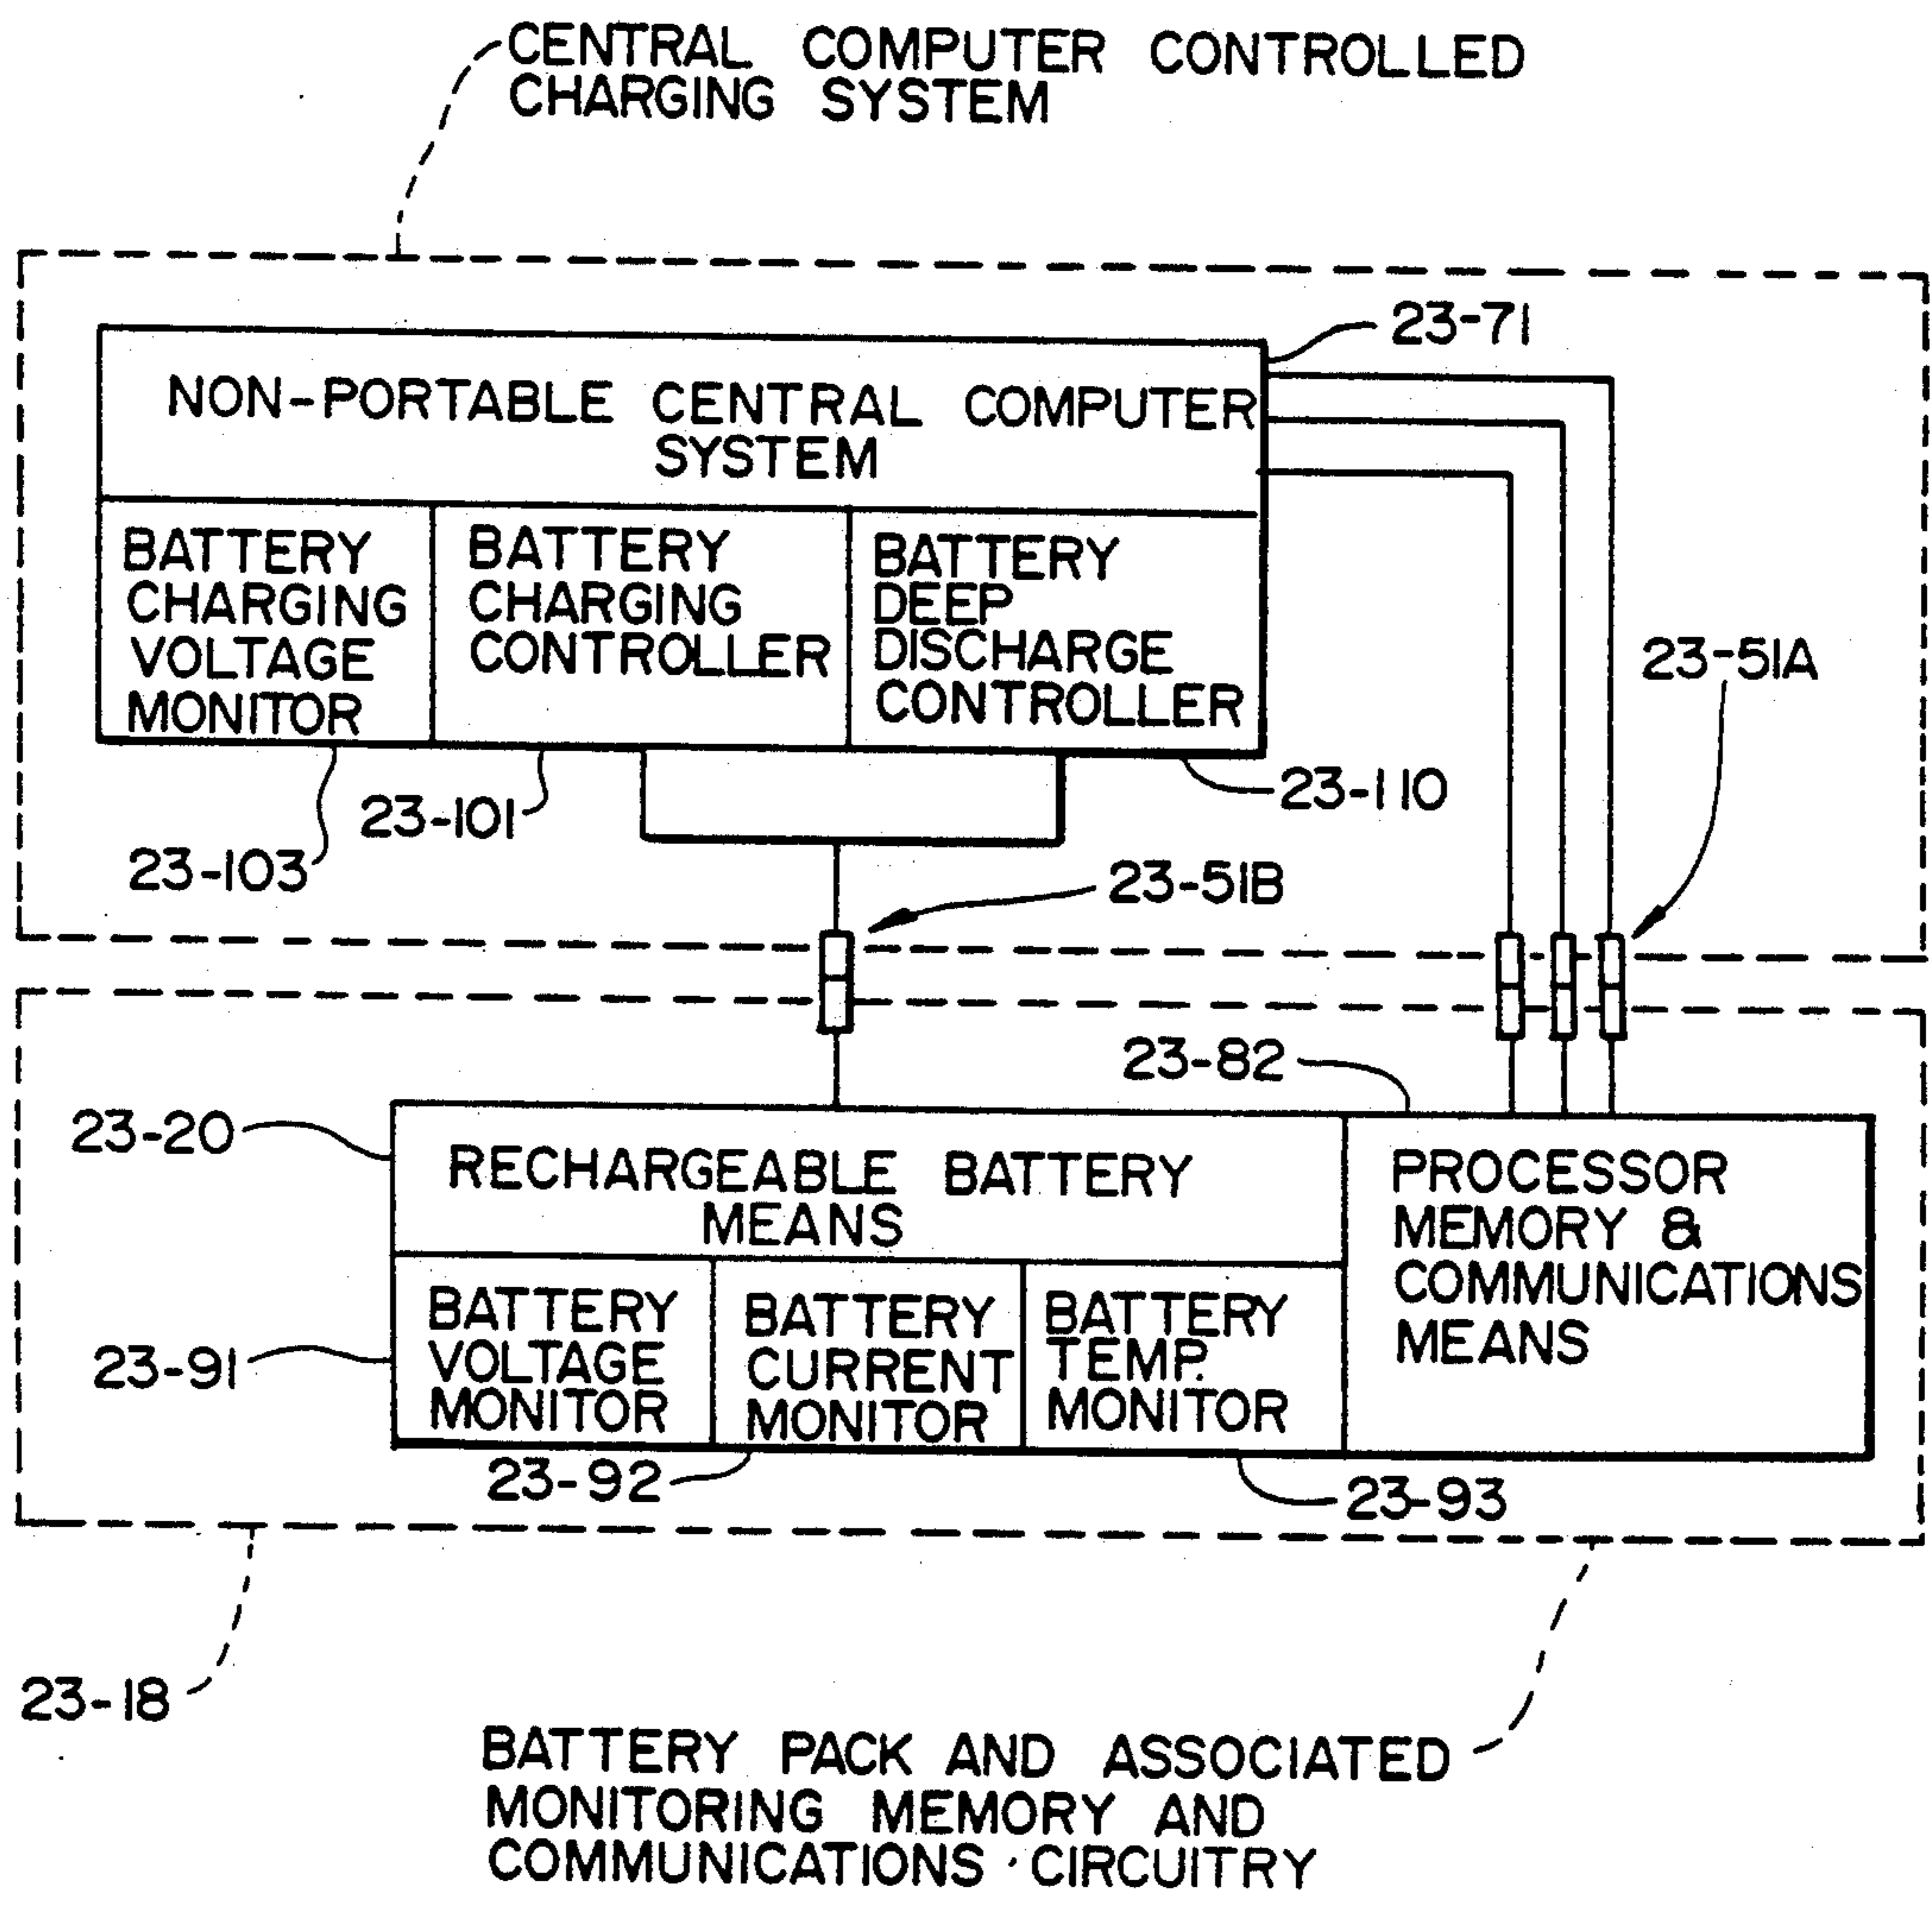 CENTRAL COMPUTER CONTROLLED
CHARGING SYSTEM
23-71
NON-PORTABLE CENTRAL COMPUTER
SYSTEM
BATTERY
CHARGING
VOLTAGE
MONITOR
BATTERY
CHARGING
CONTROLLER
BATTERY
DEEP
DISCHARGE
CONTROLLER
23-51A
23-110
23-101
23-103
23-51B
23-82
23-20
RECHARGEABLE BATTERY
MEANS
PROCESSOR
MEMORY &
COMMUNICATIONS
MEANS
23-91
BATTERY
VOLTAGE
MONITOR
BATTERY
CURRENT
MONITOR
BATTERY
TEMP.
MONITOR
23-92
23-93
23-18
BATTERY PACK AND ASSOCIATED
MONITORING MEMORY AND
COMMUNICATIONS CIRCUITRY